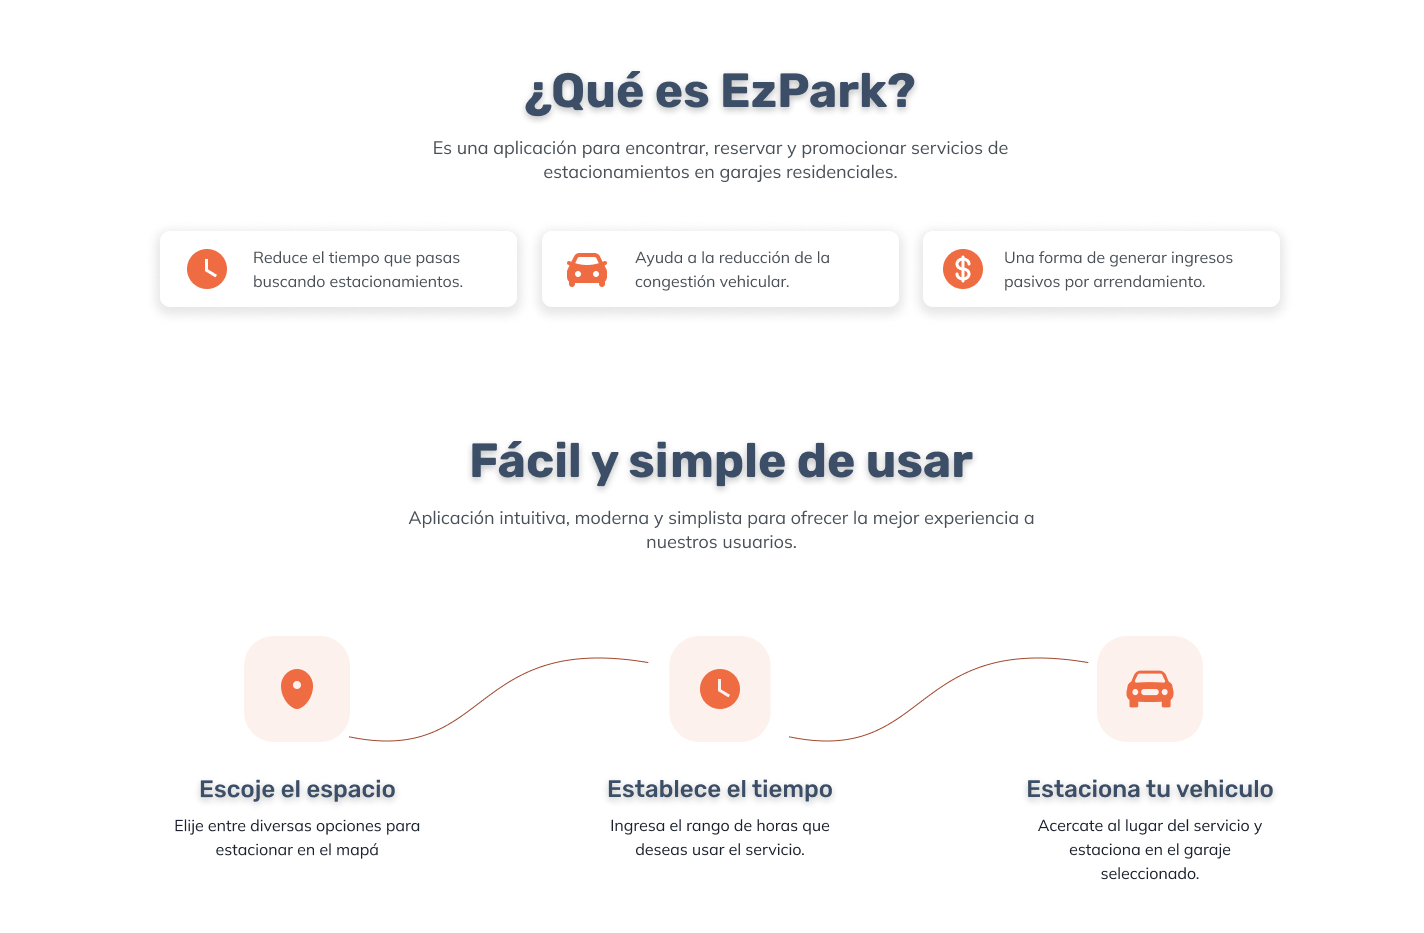 ¿Qué es EzPark?
Es una aplicación para encontrar, reservar y promocionar servicios de
estacionamientos en garajes residenciales.
Reduce el tiempo que pasas
buscando estacionamientos.
Ayuda a la reducción de la
congestión vehicular.
Una forma de generar ingresos
pasivos por arrendamiento.
Fácil y simple de usar
Aplicación intuitiva, moderna y simplista para ofrecer la mejor experiencia a
nuestros usuarios.
Escoje el espacio
Elije entre diversas opciones para
estacionar en el mapá
Establece el tiempo
Ingresa el rango de horas que
deseas usar el servicio.
Estaciona tu vehiculo
Acercate al lugar del servicio y
estaciona en el garaje
seleccionado.